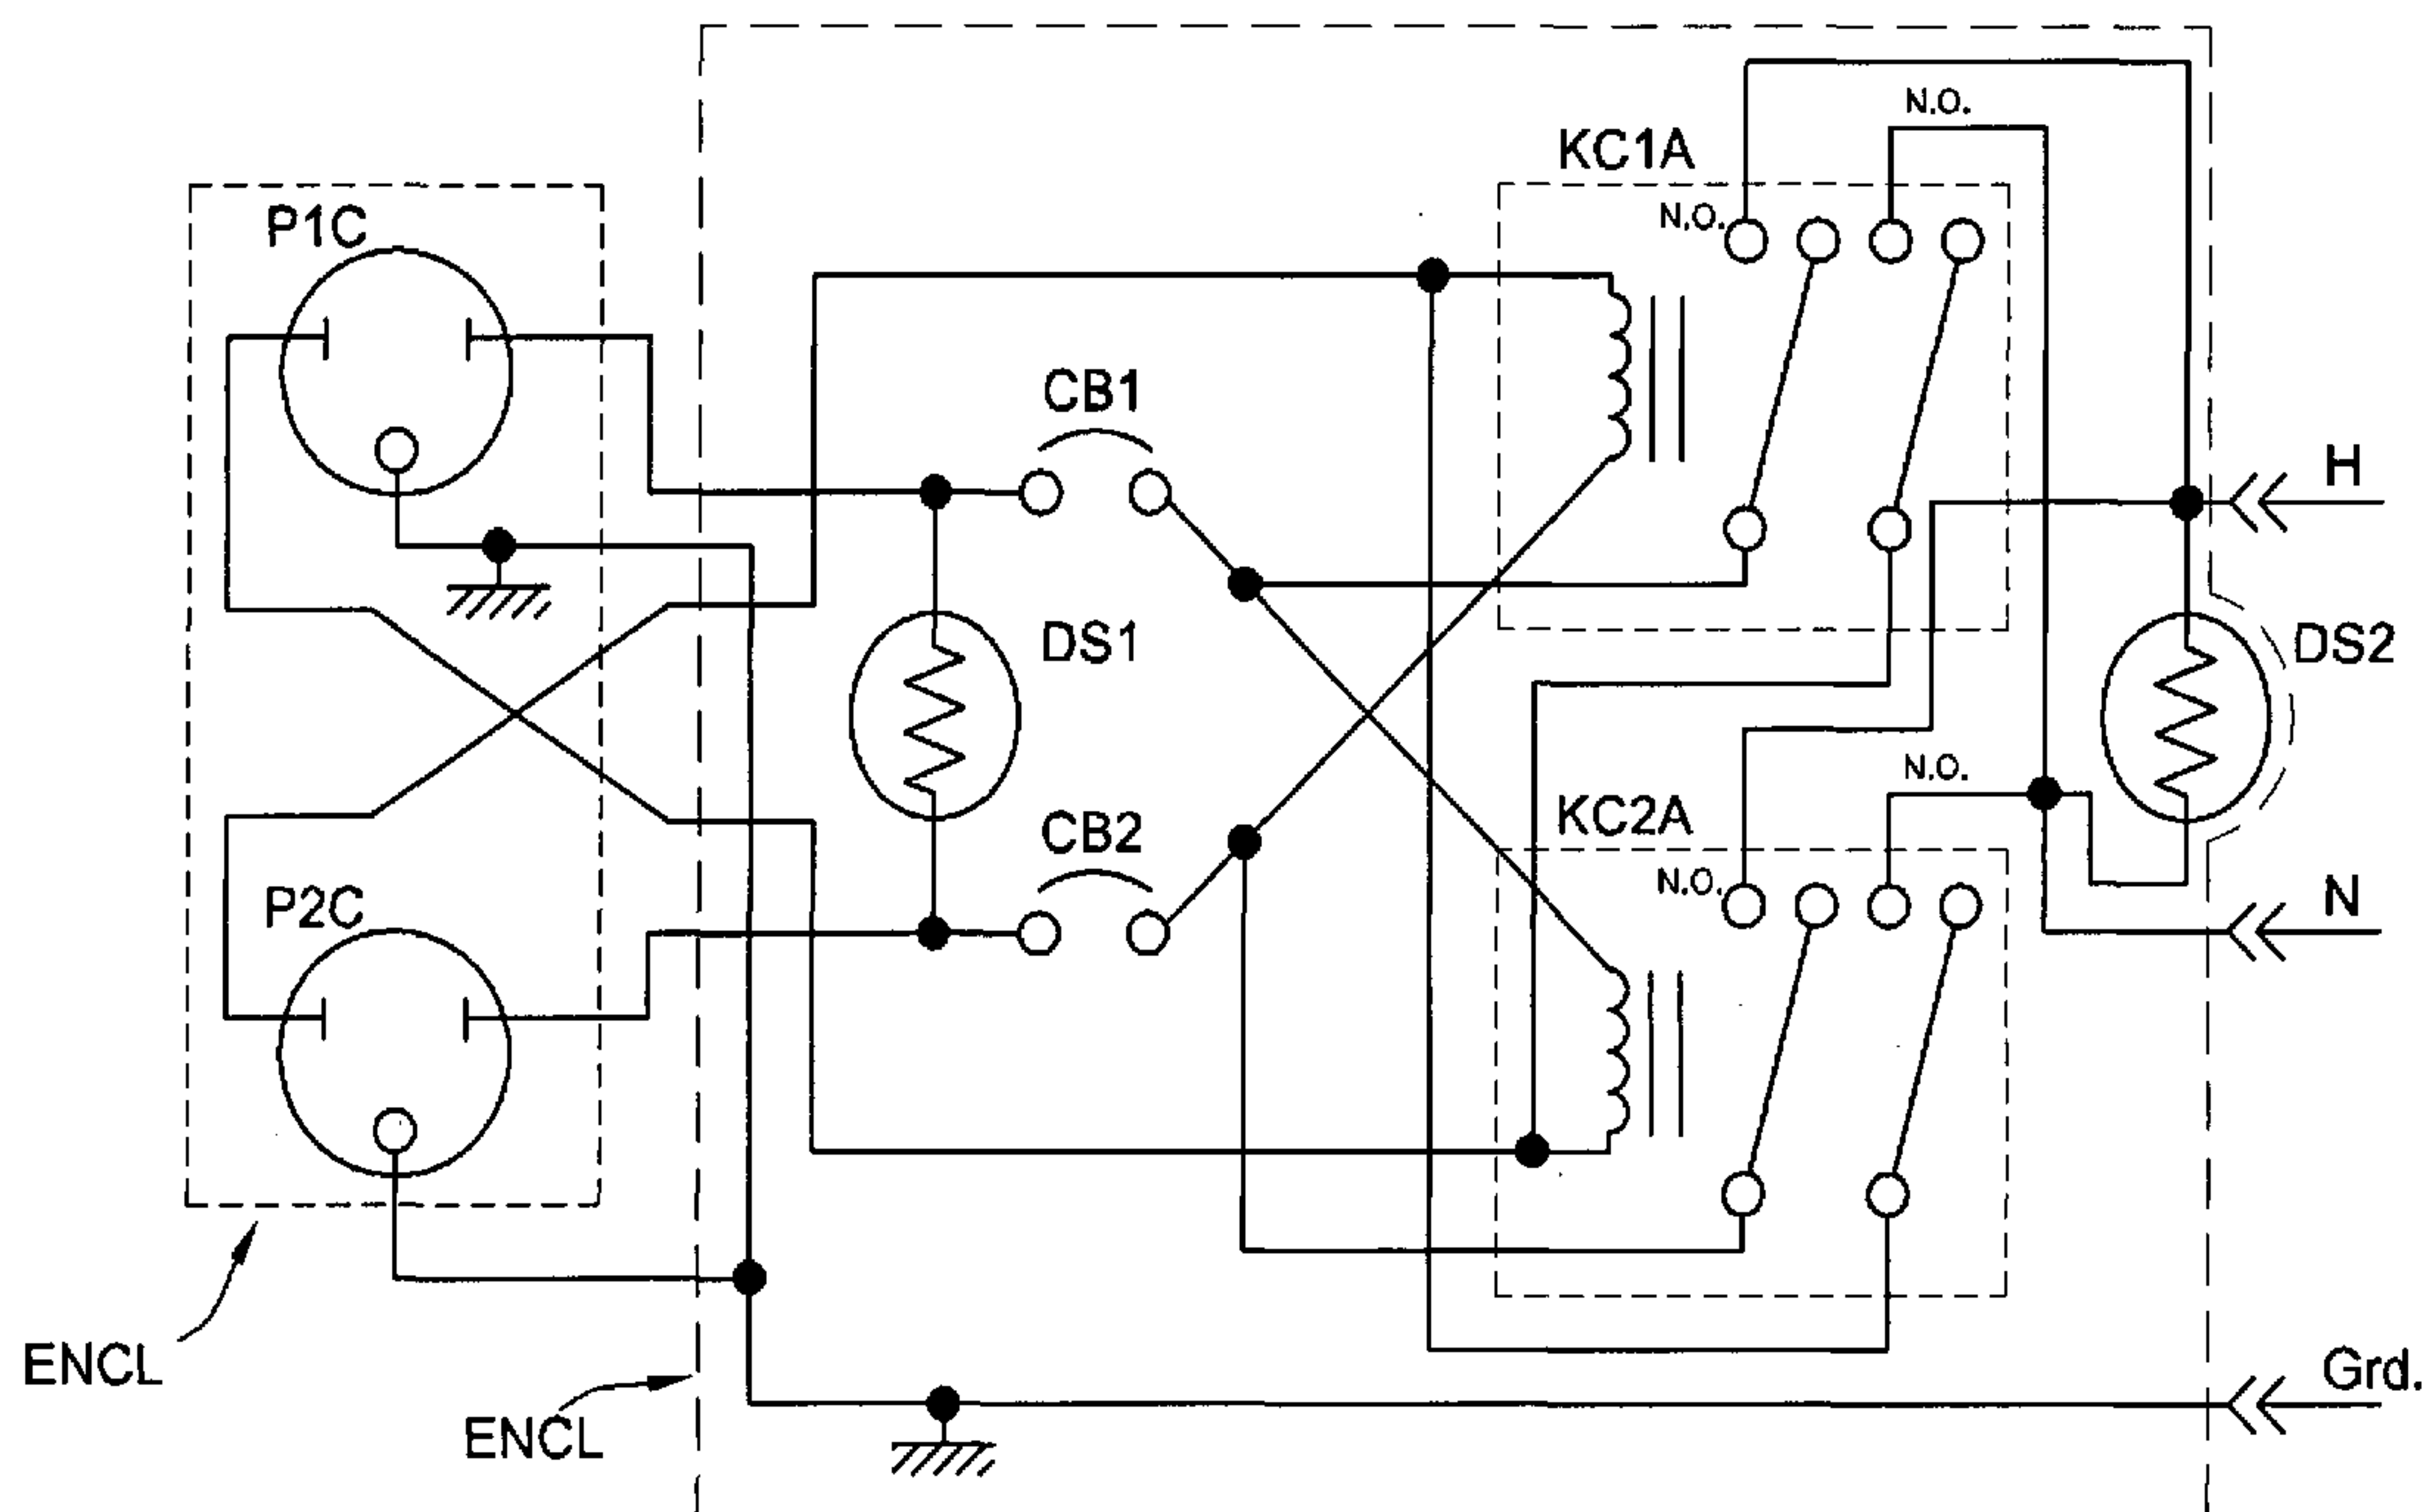 N.O.
KC1A
N.O.
P1C
CB1
H
DS1
DS2
N.O.
KC2A
CB2
N.O.
P2C
N
ENCL
ENCL
Grd.